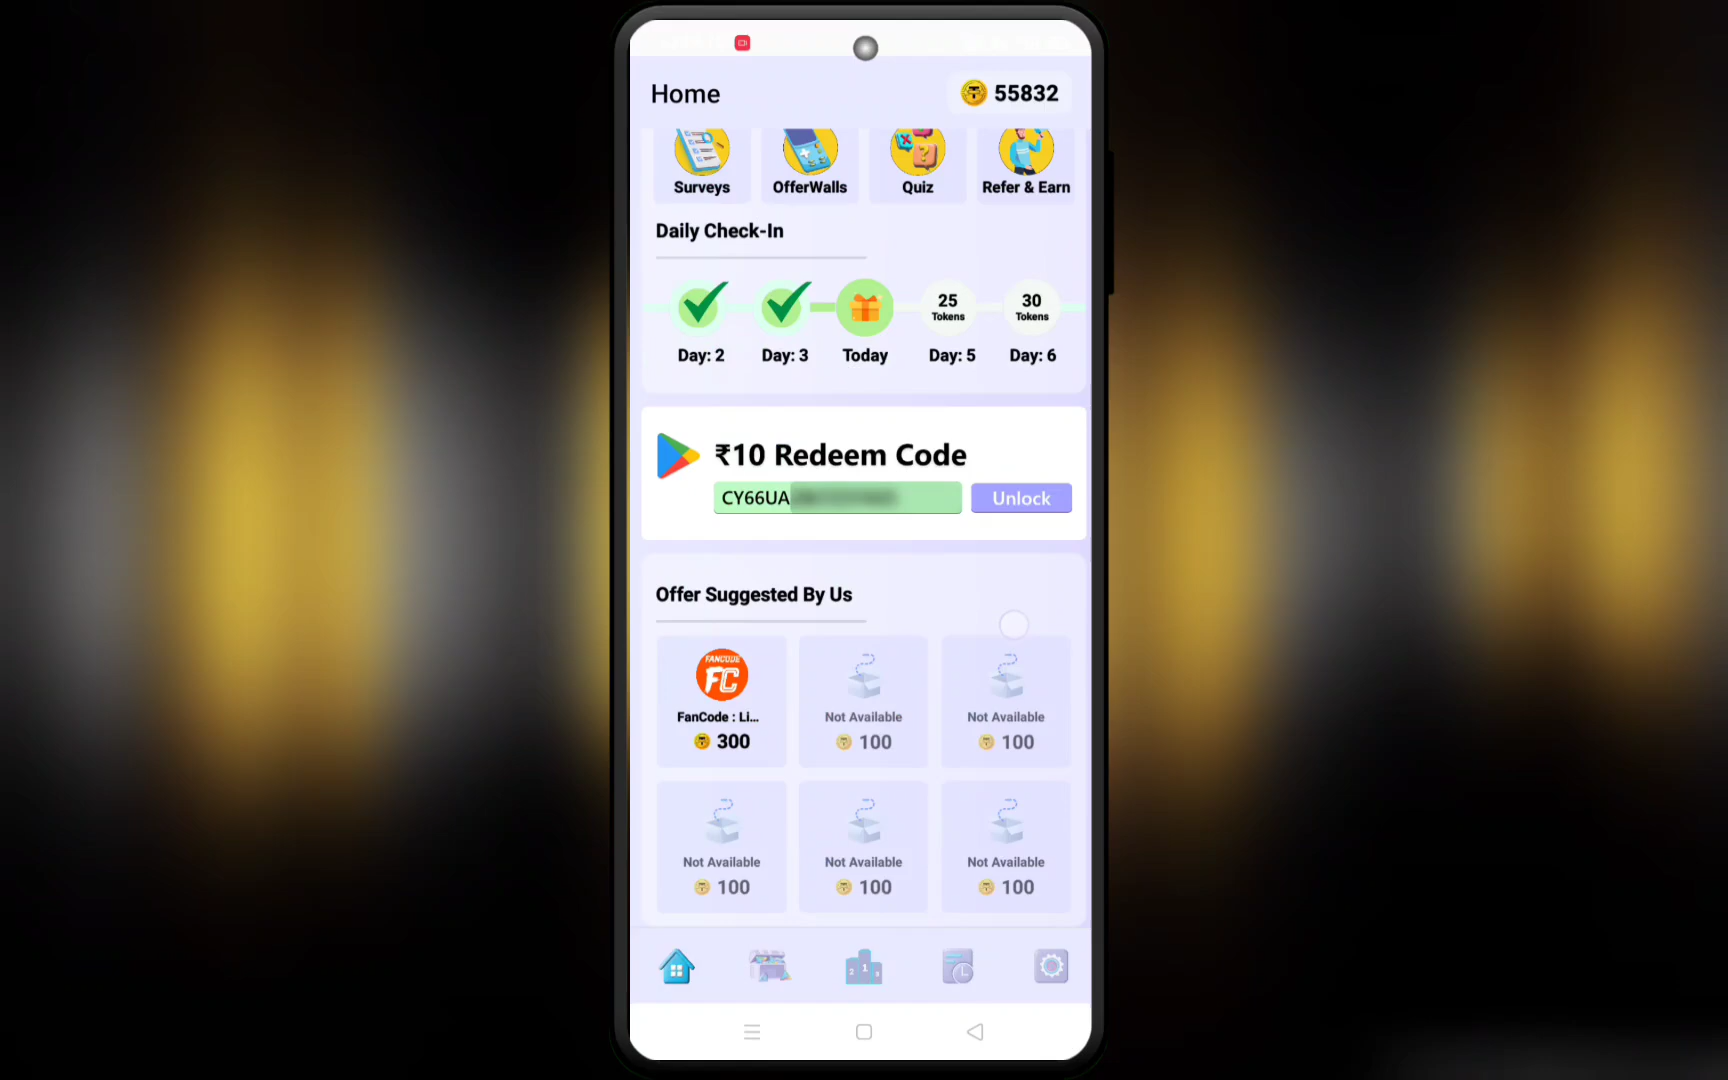 Home
55832
Surveys
OfferWalls
Quiz
Refer & Earn
Daily Check-In
25
Tokens
30
Tokens
Day: 2
Day: 3
Today
Day: 5
Day: 6
₹10 Redeem Code
CY66UA
Unlock
Offer Suggested By Us
FANCODE
FC
FanCode : Li...
300
Not Available
100
Not Available
100
Not Available
100
Not Available
100
Not Available
100